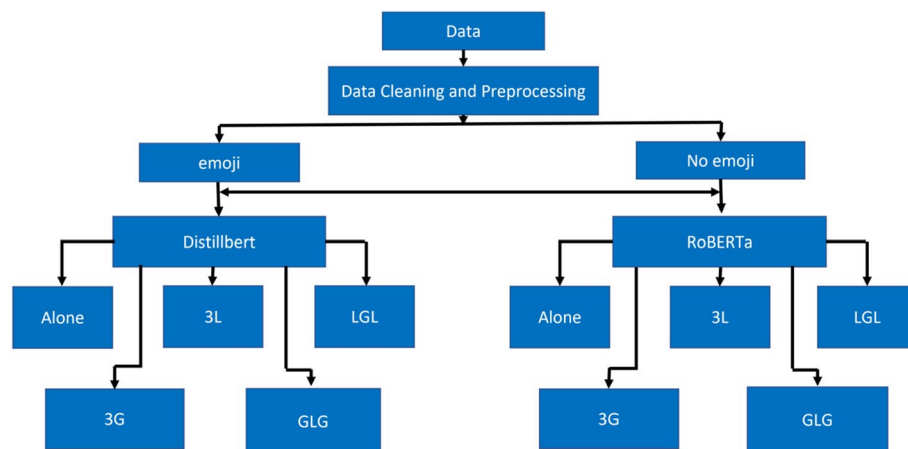 Data
Data Cleaning and Preprocessing
emoji
No emoji
Distillbert
RoBERTa
Alone
3L
LGL
Alone
3L
LGL
3G
GLG
3G
GLG